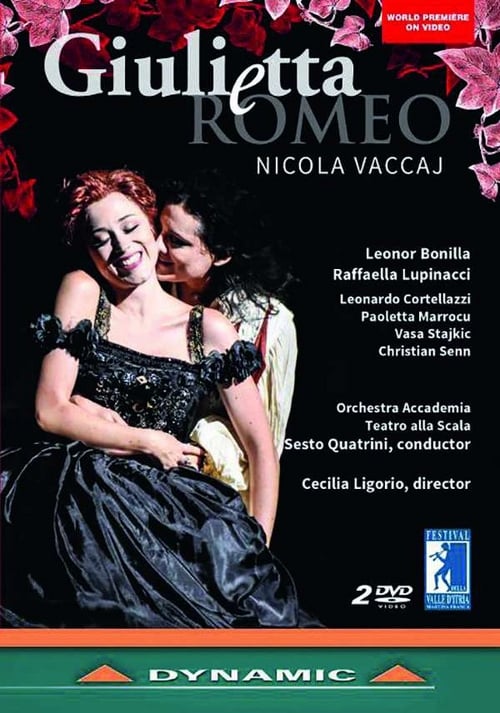 WORLD PREMIÈRE
ON VIDEO
Giulietta e
ROMEO
NICOLA VACCAJ
Leonor Bonilla
Raffaella Lupinacci
Leonardo Cortellazzi
Paoletta Marrocu
Vasa Stajkic
Christian Senn
Orchestra Accademia
Teatro alla Scala
Sesto Quatrini, conductor
Cecilia Ligorio, director
2 DVD
VIDEO
FESTIVAL
DELLA
VALLE D'ITRIA
MARTINA FRANCA
DYNAMIC